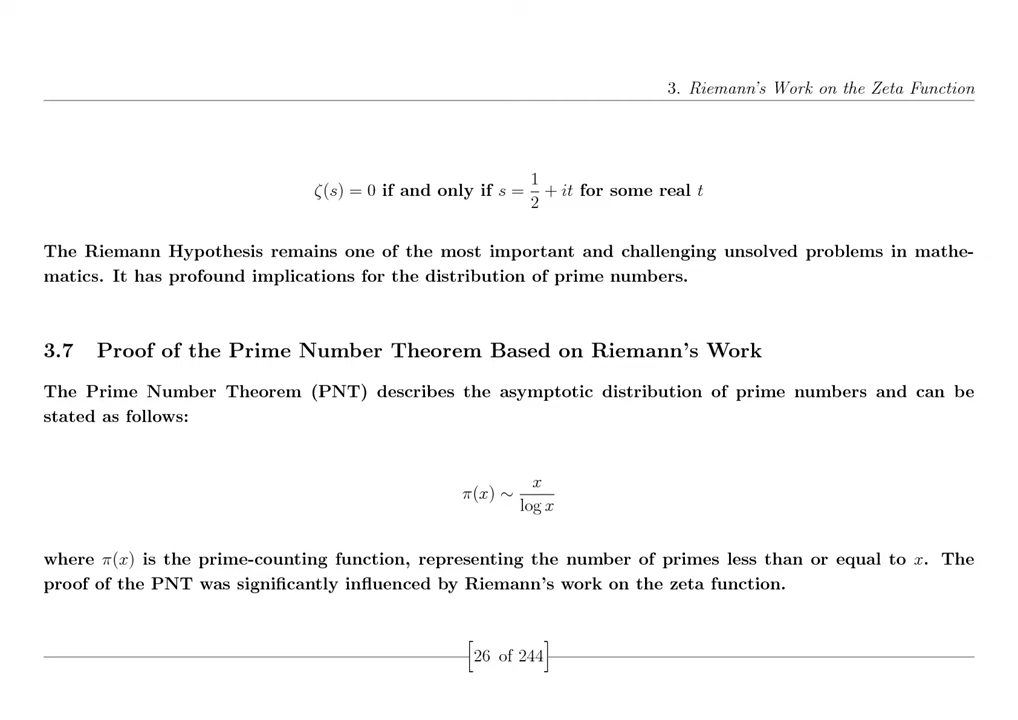 3. Riemann's Work on the Zeta Function
ζ(s) = 0 if and only if s = 1/2 + it for some real t
The Riemann Hypothesis remains one of the most important and challenging unsolved problems in mathe-
matics. It has profound implications for the distribution of prime numbers.
3.7 Proof of the Prime Number Theorem Based on Riemann's Work
The Prime Number Theorem (PNT) describes the asymptotic distribution of prime numbers and can be
stated as follows:
π(x) ∼ x/log x
where π(x) is the prime-counting function, representing the number of primes less than or equal to x. The
proof of the PNT was significantly influenced by Riemann's work on the zeta function.
[26 of 244]